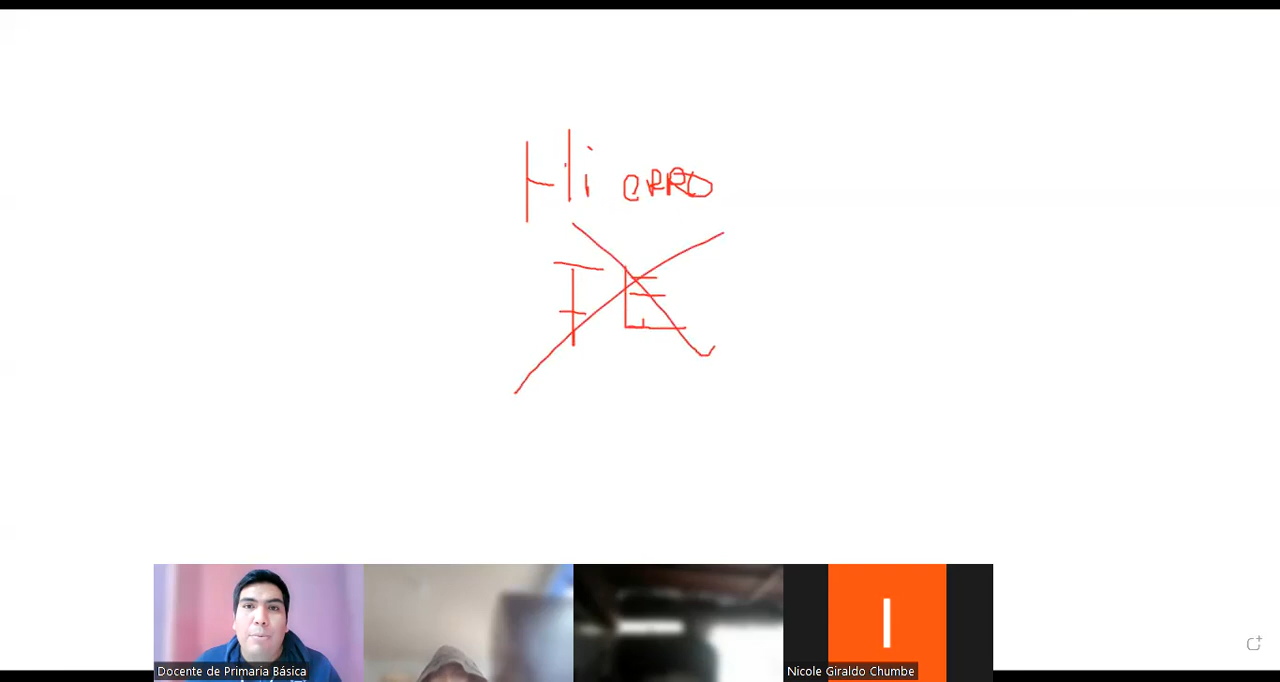 Hi erro
FE
Docente de Primaria Básica
I
Nicole Giraldo Chumbe